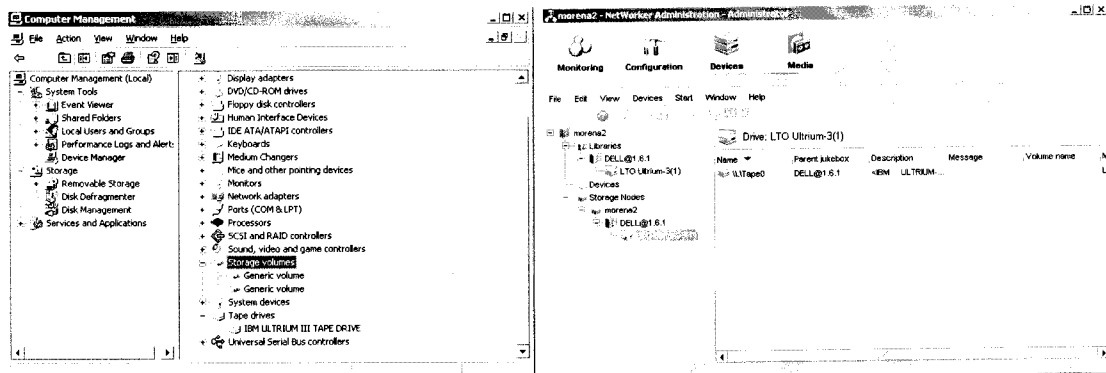 Computer Management
File Action View Window Help
Computer Management (Local)
System Tools
Event Viewer
Shared Folders
Local Users and Groups
Performance Logs and Alerts
Device Manager
Storage
Removable Storage
Disk Defragmenter
Disk Management
Services and Applications
Display adapters
DVD/CD-ROM drives
Floppy disk controllers
Human Interface Devices
IDE ATA/ATAPI controllers
Keyboards
Medium Changers
Mice and other pointing devices
Monitors
Network adapters
Ports (COM & LPT)
Processors
SCSI and RAID controllers
Sound, video and game controllers
Storage volumes
Generic volume
Generic volume
System devices
Tape drives
IBM ULTRIUM III TAPE DRIVE
Universal Serial Bus controllers
morena2 - NetWorker Administration -
Monitoring Configuration Devices Media
File Edit View Devices Start Window Help
morena2
Libraries
DELL@1.6.1
LTO Ultrium-3(1)
Devices
Storage Nodes
morena2
DELL@1.6.1
Drive: LTO Ultrium-3(1)
Name Parent jukebox Description Message Volume name
\\.\Tape0 DELL@1.6.1 <IBM ULTRIUM-...